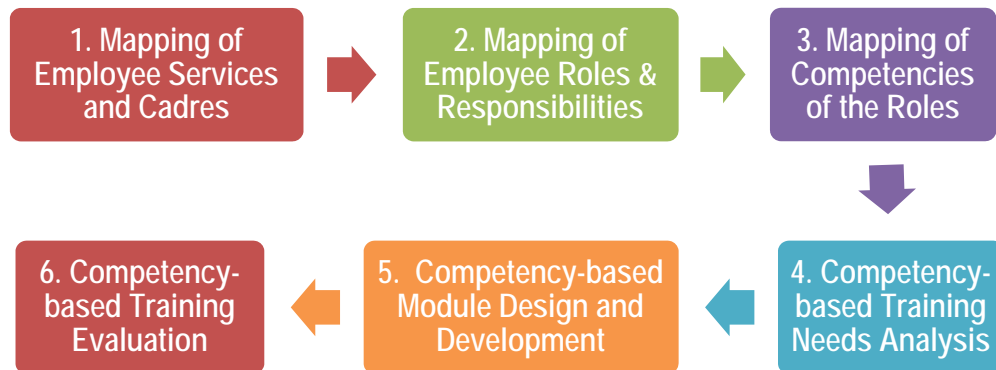 1. Mapping of
Employee Services
and Cadres
2. Mapping of
Employee Roles &
Responsibilities
3. Mapping of
Competencies
of the Roles
4. Competency-
based Training
Needs Analysis
5. Competency-based
Module Design and
Development
6. Competency-
based Training
Evaluation